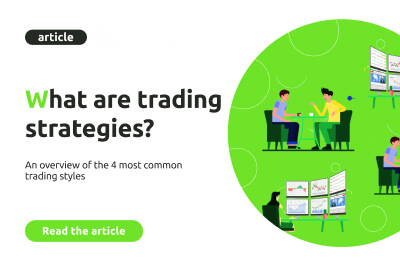 article
What are trading
strategies?
An overview of the 4 most common
trading styles
Read the article